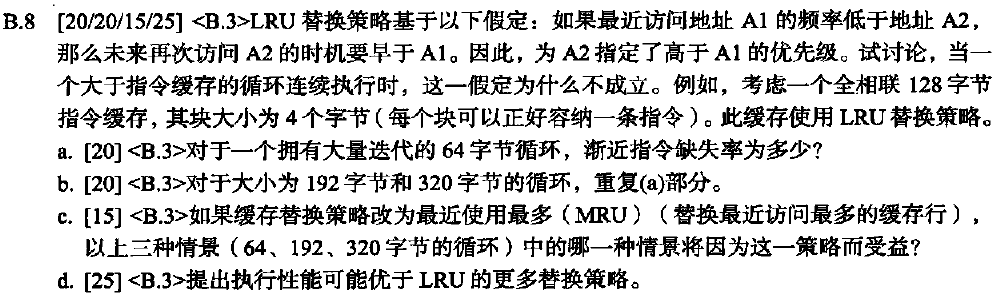 B.8 [20/20/15/25] <B.3>LRU 替换策略基于以下假定：如果最近访问地址 A1 的频率低于地址 A2，
那么未来再次访问 A2 的时机要早于 A1。因此，为 A2 指定了高于 A1 的优先级。试讨论，当一
个大于指令缓存的循环连续执行时，这一假定为什么不成立。例如，考虑一个全相联 128 字节
指令缓存，其块大小为 4 个字节（每个块可以正好容纳一条指令）。此缓存使用 LRU 替换策略。
a. [20] <B.3>对于一个拥有大量迭代的 64 字节循环，渐近指令缺失率为多少？
b. [20] <B.3>对于大小为 192 字节和 320 字节的循环，重复(a)部分。
c. [15] <B.3>如果缓存替换策略改为最近使用最多（MRU）（替换最近访问最多的缓存行），
以上三种情景（64、192、320 字节的循环）中的哪一种情景将因为这一策略而受益？
d. [25] <B.3>提出执行性能可能优于 LRU 的更多替换策略。